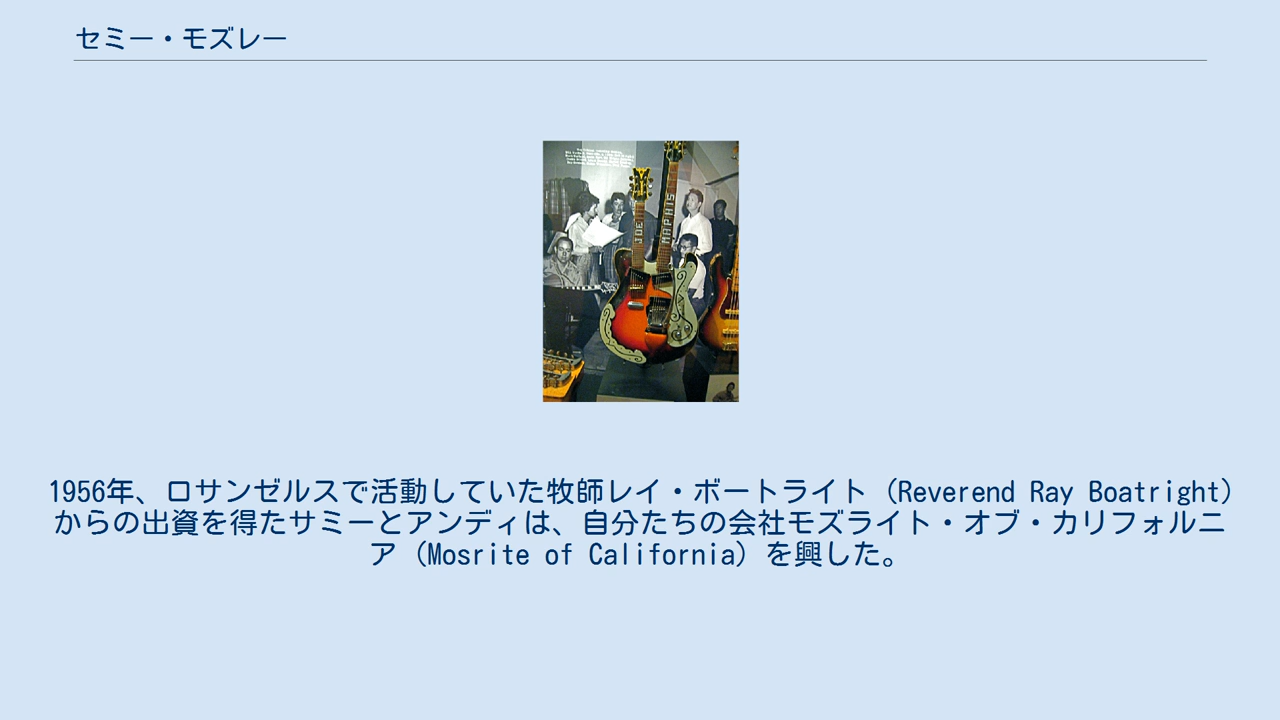 セミー・モズレー
JOE
MAPHIS
1956年、ロサンゼルスで活動していた牧師レイ・ボートライト（Reverend Ray Boatright）
からの出資を得たサミーとアンディは、自分たちの会社モズライト・オブ・カリフォルニ
ア（Mosrite of California）を興した。